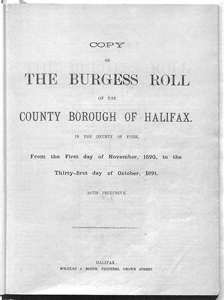 COPY
OF
THE BURGESS ROLL
OF THE
COUNTY BOROUGH OF HALIFAX,
IN THE COUNTY OF YORK,
From the First day of November, 1890, to the
Thirty-first day of October, 1891.
BOTH INCLUSIVE.
HALIFAX:
WHITLEY & BOOTH, PRINTERS, CROWN STREET